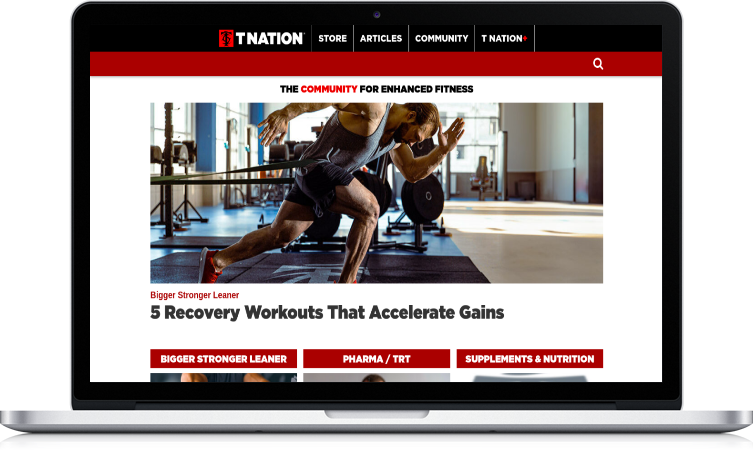 T NATION STORE ARTICLES COMMUNITY T NATION+
THE COMMUNITY FOR ENHANCED FITNESS
Bigger Stronger Leaner
5 Recovery Workouts That Accelerate Gains
BIGGER STRONGER LEANER PHARMA / TRT SUPPLEMENTS & NUTRITION